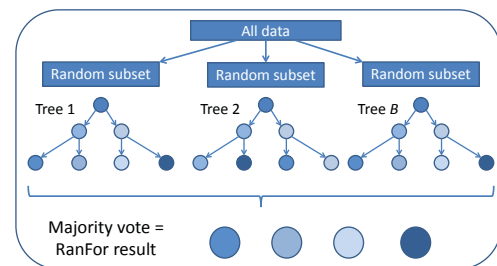 All data
Random subset
Random subset
Random subset
Tree 1
Tree 2
Tree B
Majority vote =
RanFor result